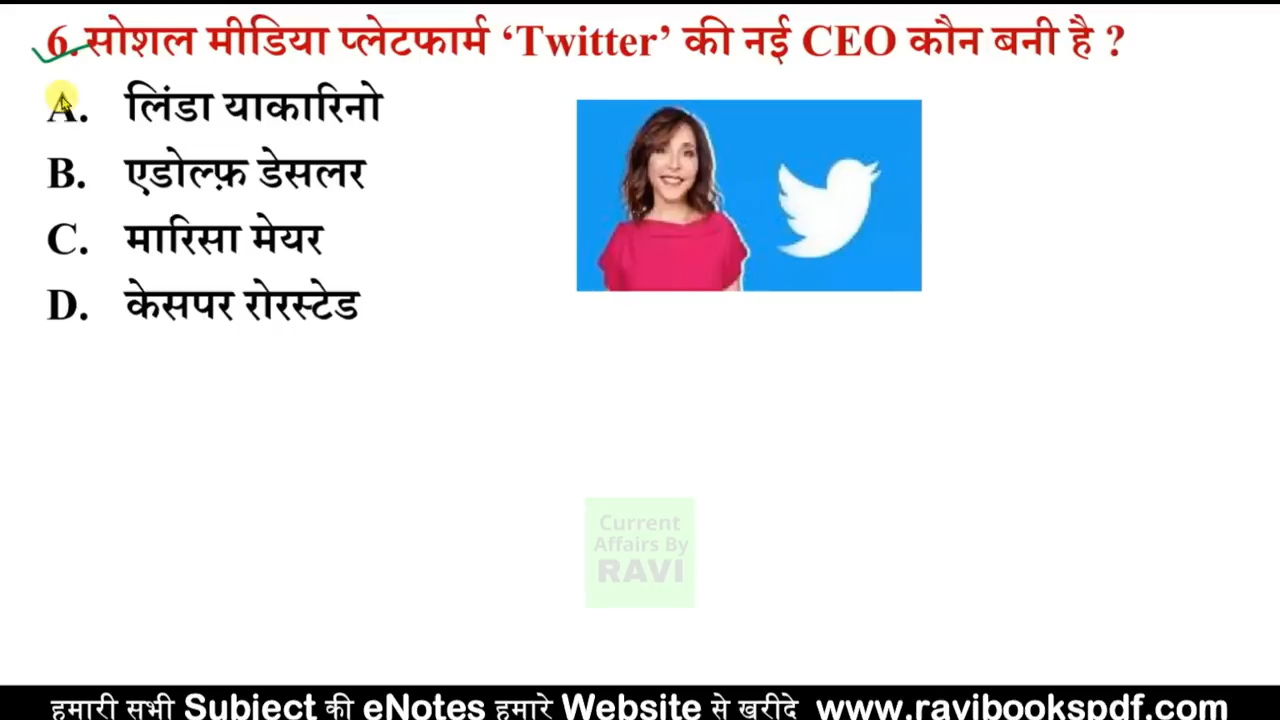 6. सोशल मीडिया प्लेटफार्म ‘Twitter’ की नई CEO कौन बनी है ?
A. लिंडा याकारिनो
B. एडोल्फ़ डेसलर
C. मारिसा मेयर
D. केसपर रोरस्टेड
Current
Affairs By
RAVI
हमारी सभी Subject की eNotes हमारे Website से खरीदे www.ravibookspdf.com